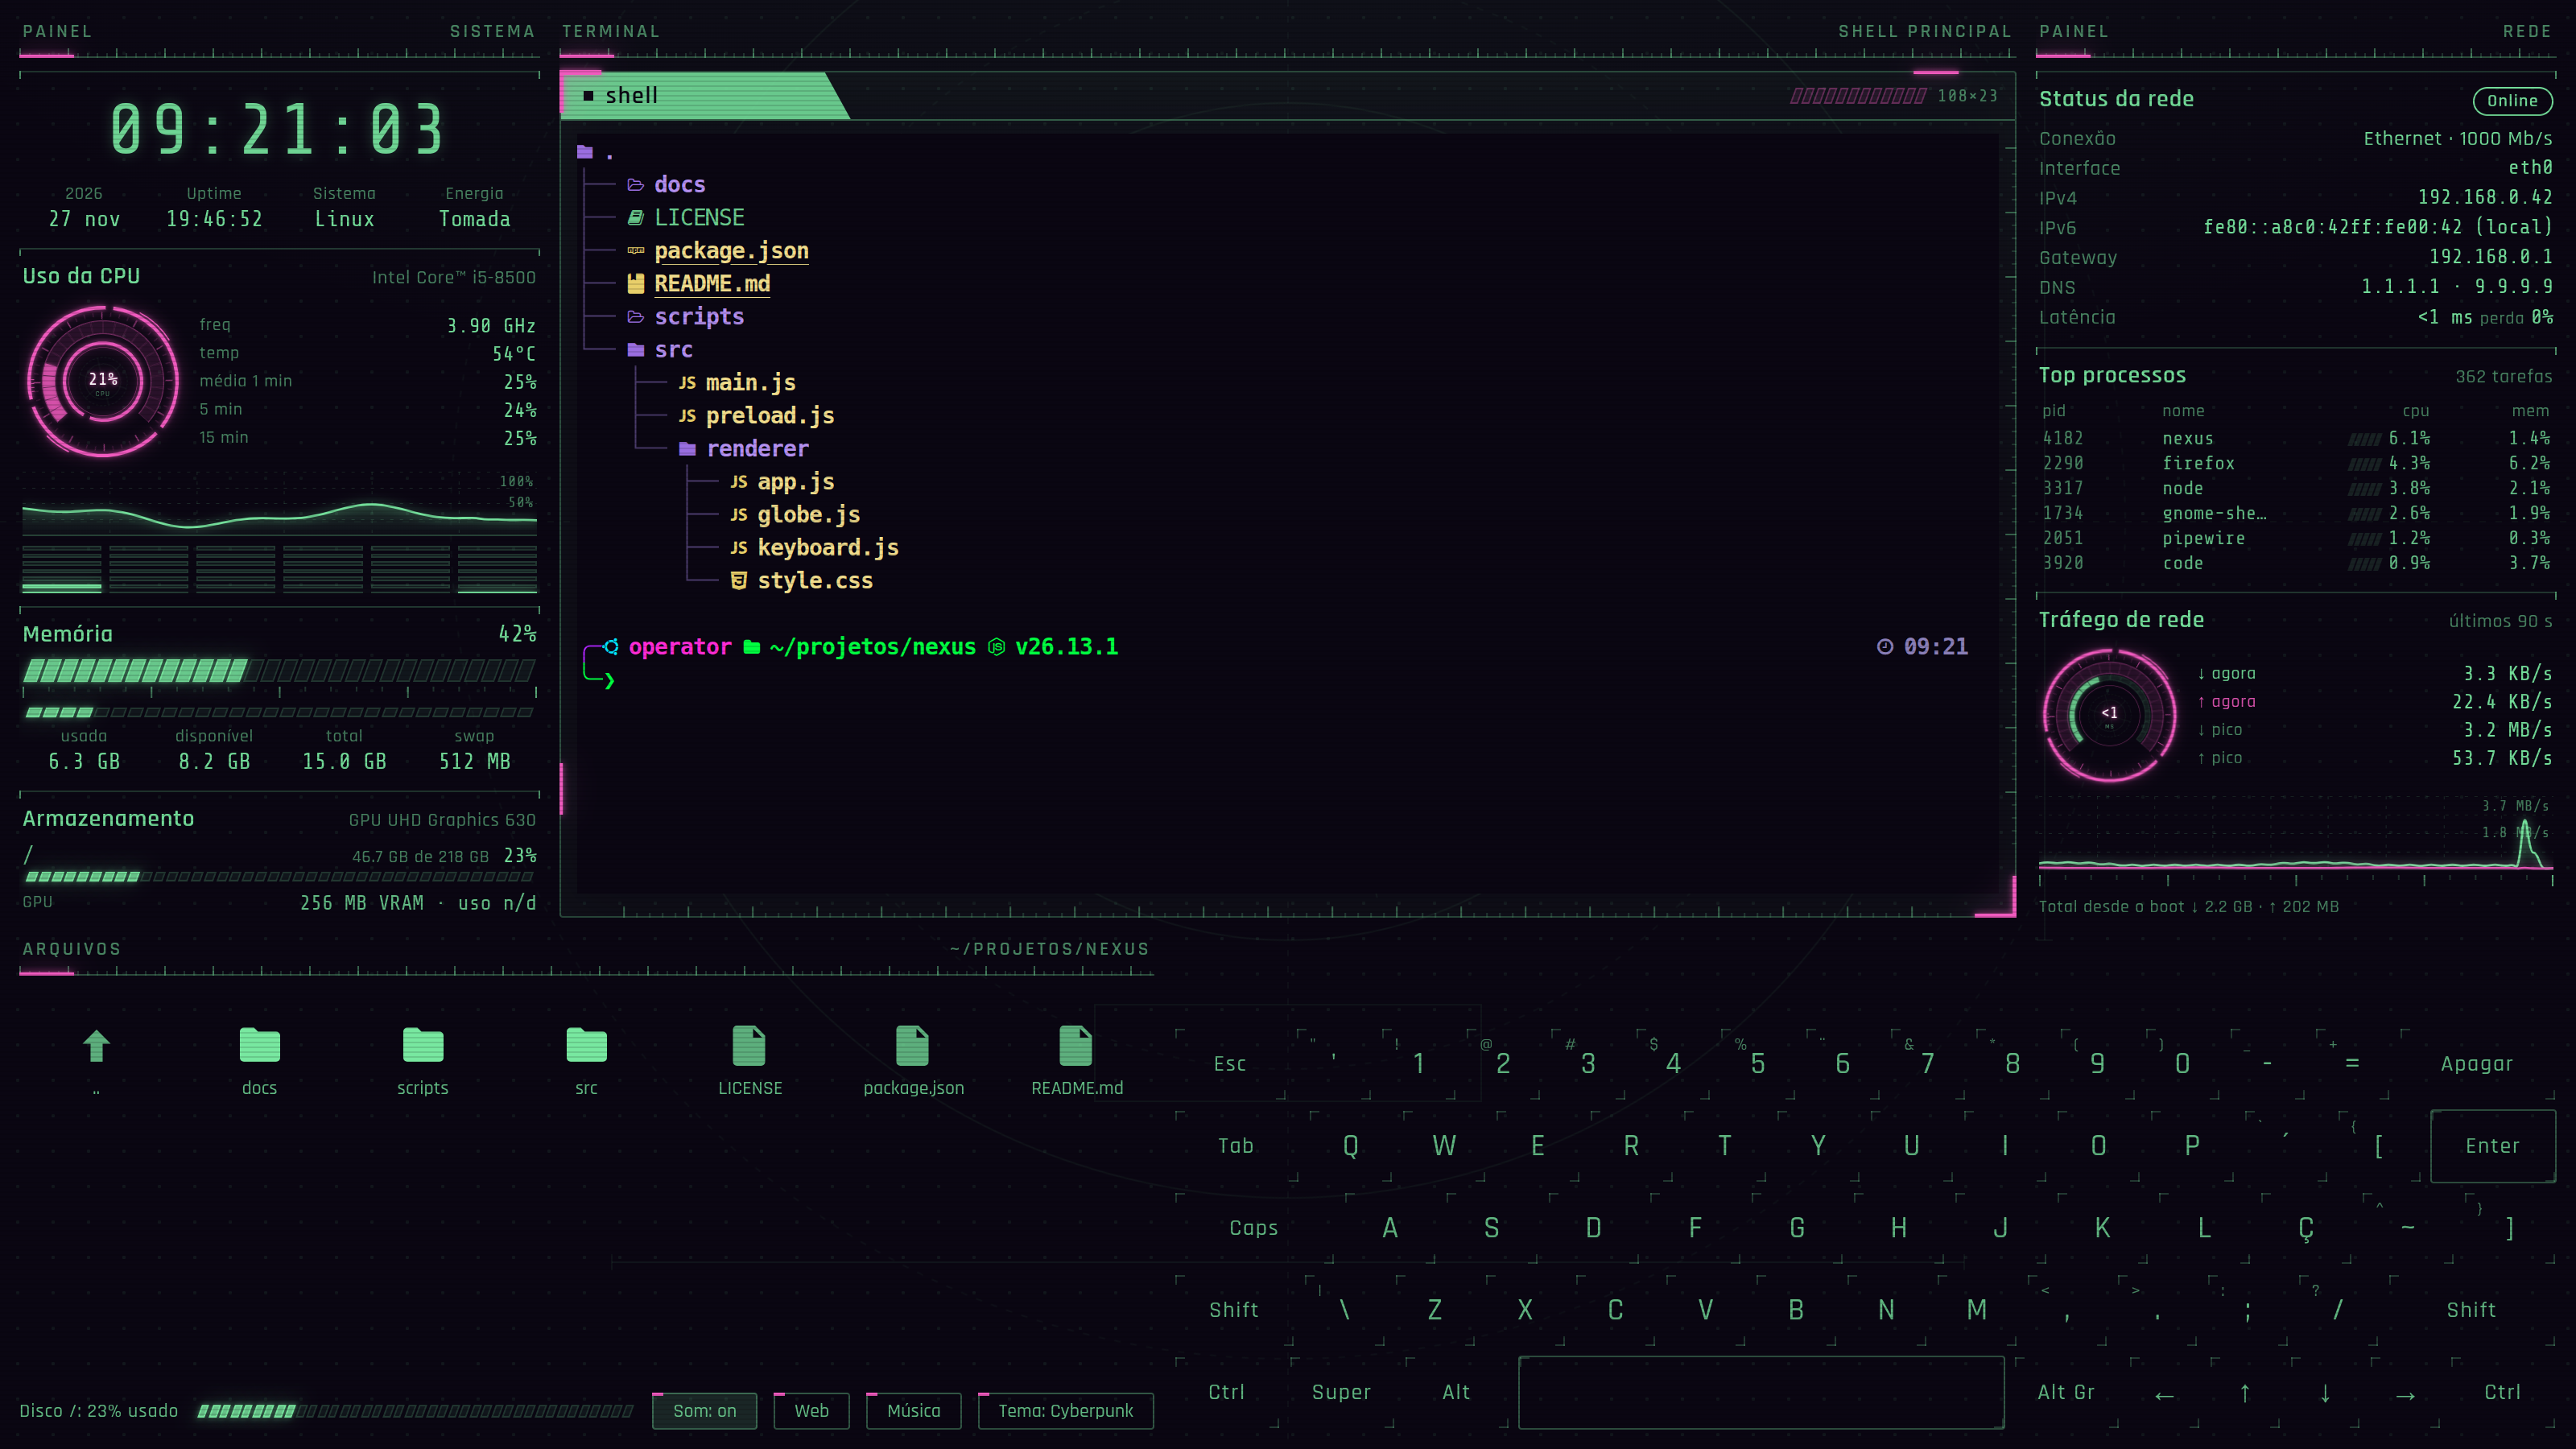 PAINEL SISTEMA
09:21:03
2026 Uptime Sistema Energia
27 nov 19:46:52 Linux Tomada
Uso da CPU Intel Core™ i5-8500
21%
CPU
freq 3.90 GHz
temp 54°C
média 1 min 25%
5 min 24%
15 min 25%
100%
50%
Memória 42%
usada disponível total swap
6.3 GB 8.2 GB 15.0 GB 512 MB
Armazenamento GPU UHD Graphics 630
/ 46.7 GB de 218 GB 23%
GPU 256 MB VRAM · uso n/d
TERMINAL SHELL PRINCIPAL
shell 108×23
.
docs
LICENSE
package.json
README.md
scripts
src
JS main.js
JS preload.js
renderer
JS app.js
JS globe.js
JS keyboard.js
style.css
operator ~/projetos/nexus v26.13.1 09:21
❯
PAINEL REDE
Status da rede Online
Conexão Ethernet · 1000 Mb/s
Interface eth0
IPv4 192.168.0.42
IPv6 fe80::a8c0:42ff:fe00:42 (local)
Gateway 192.168.0.1
DNS 1.1.1.1 · 9.9.9.9
Latência <1 ms perda 0%
Top processos 362 tarefas
pid nome cpu mem
4182 nexus 6.1% 1.4%
2290 firefox 4.3% 6.2%
3317 node 3.8% 2.1%
1734 gnome-she… 2.6% 1.9%
2051 pipewire 1.2% 0.3%
3920 code 0.9% 3.7%
Tráfego de rede últimos 90 s
<1
MS
↓ agora 3.3 KB/s
↑ agora 22.4 KB/s
↓ pico 3.2 MB/s
↑ pico 53.7 KB/s
3.7 MB/s
1.8 MB/s
Total desde o boot ↓ 2.2 GB · ↑ 202 MB
ARQUIVOS ~/PROJETOS/NEXUS
.. docs scripts src LICENSE package.json README.md
Disco /: 23% usado Som: on Web Música Tema: Cyberpunk
Esc " ' ! 1 @ 2 # 3 $ 4 % 5 ¨ 6 & 7 * 8 ( 9 ) 0 _ - + = Apagar
Tab Q W E R T Y U I O P ` ´ { [ Enter
Caps A S D F G H J K L Ç ^ ~ } ]
Shift | \ Z X C V B N M < , > . : ; ? / Shift
Ctrl Super Alt Alt Gr ← ↑ ↓ → Ctrl